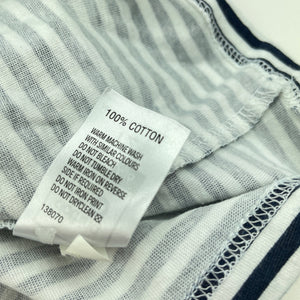 100% COTTON
WARM MACHINE WASH
WITH SIMILAR COLOURS
DO NOT BLEACH
DO NOT TUMBLE DRY
WARM IRON ON REVERSE
SIDE IF REQUIRED
DO NOT IRON PRINT
DO NOT DRYCLEAN
138070